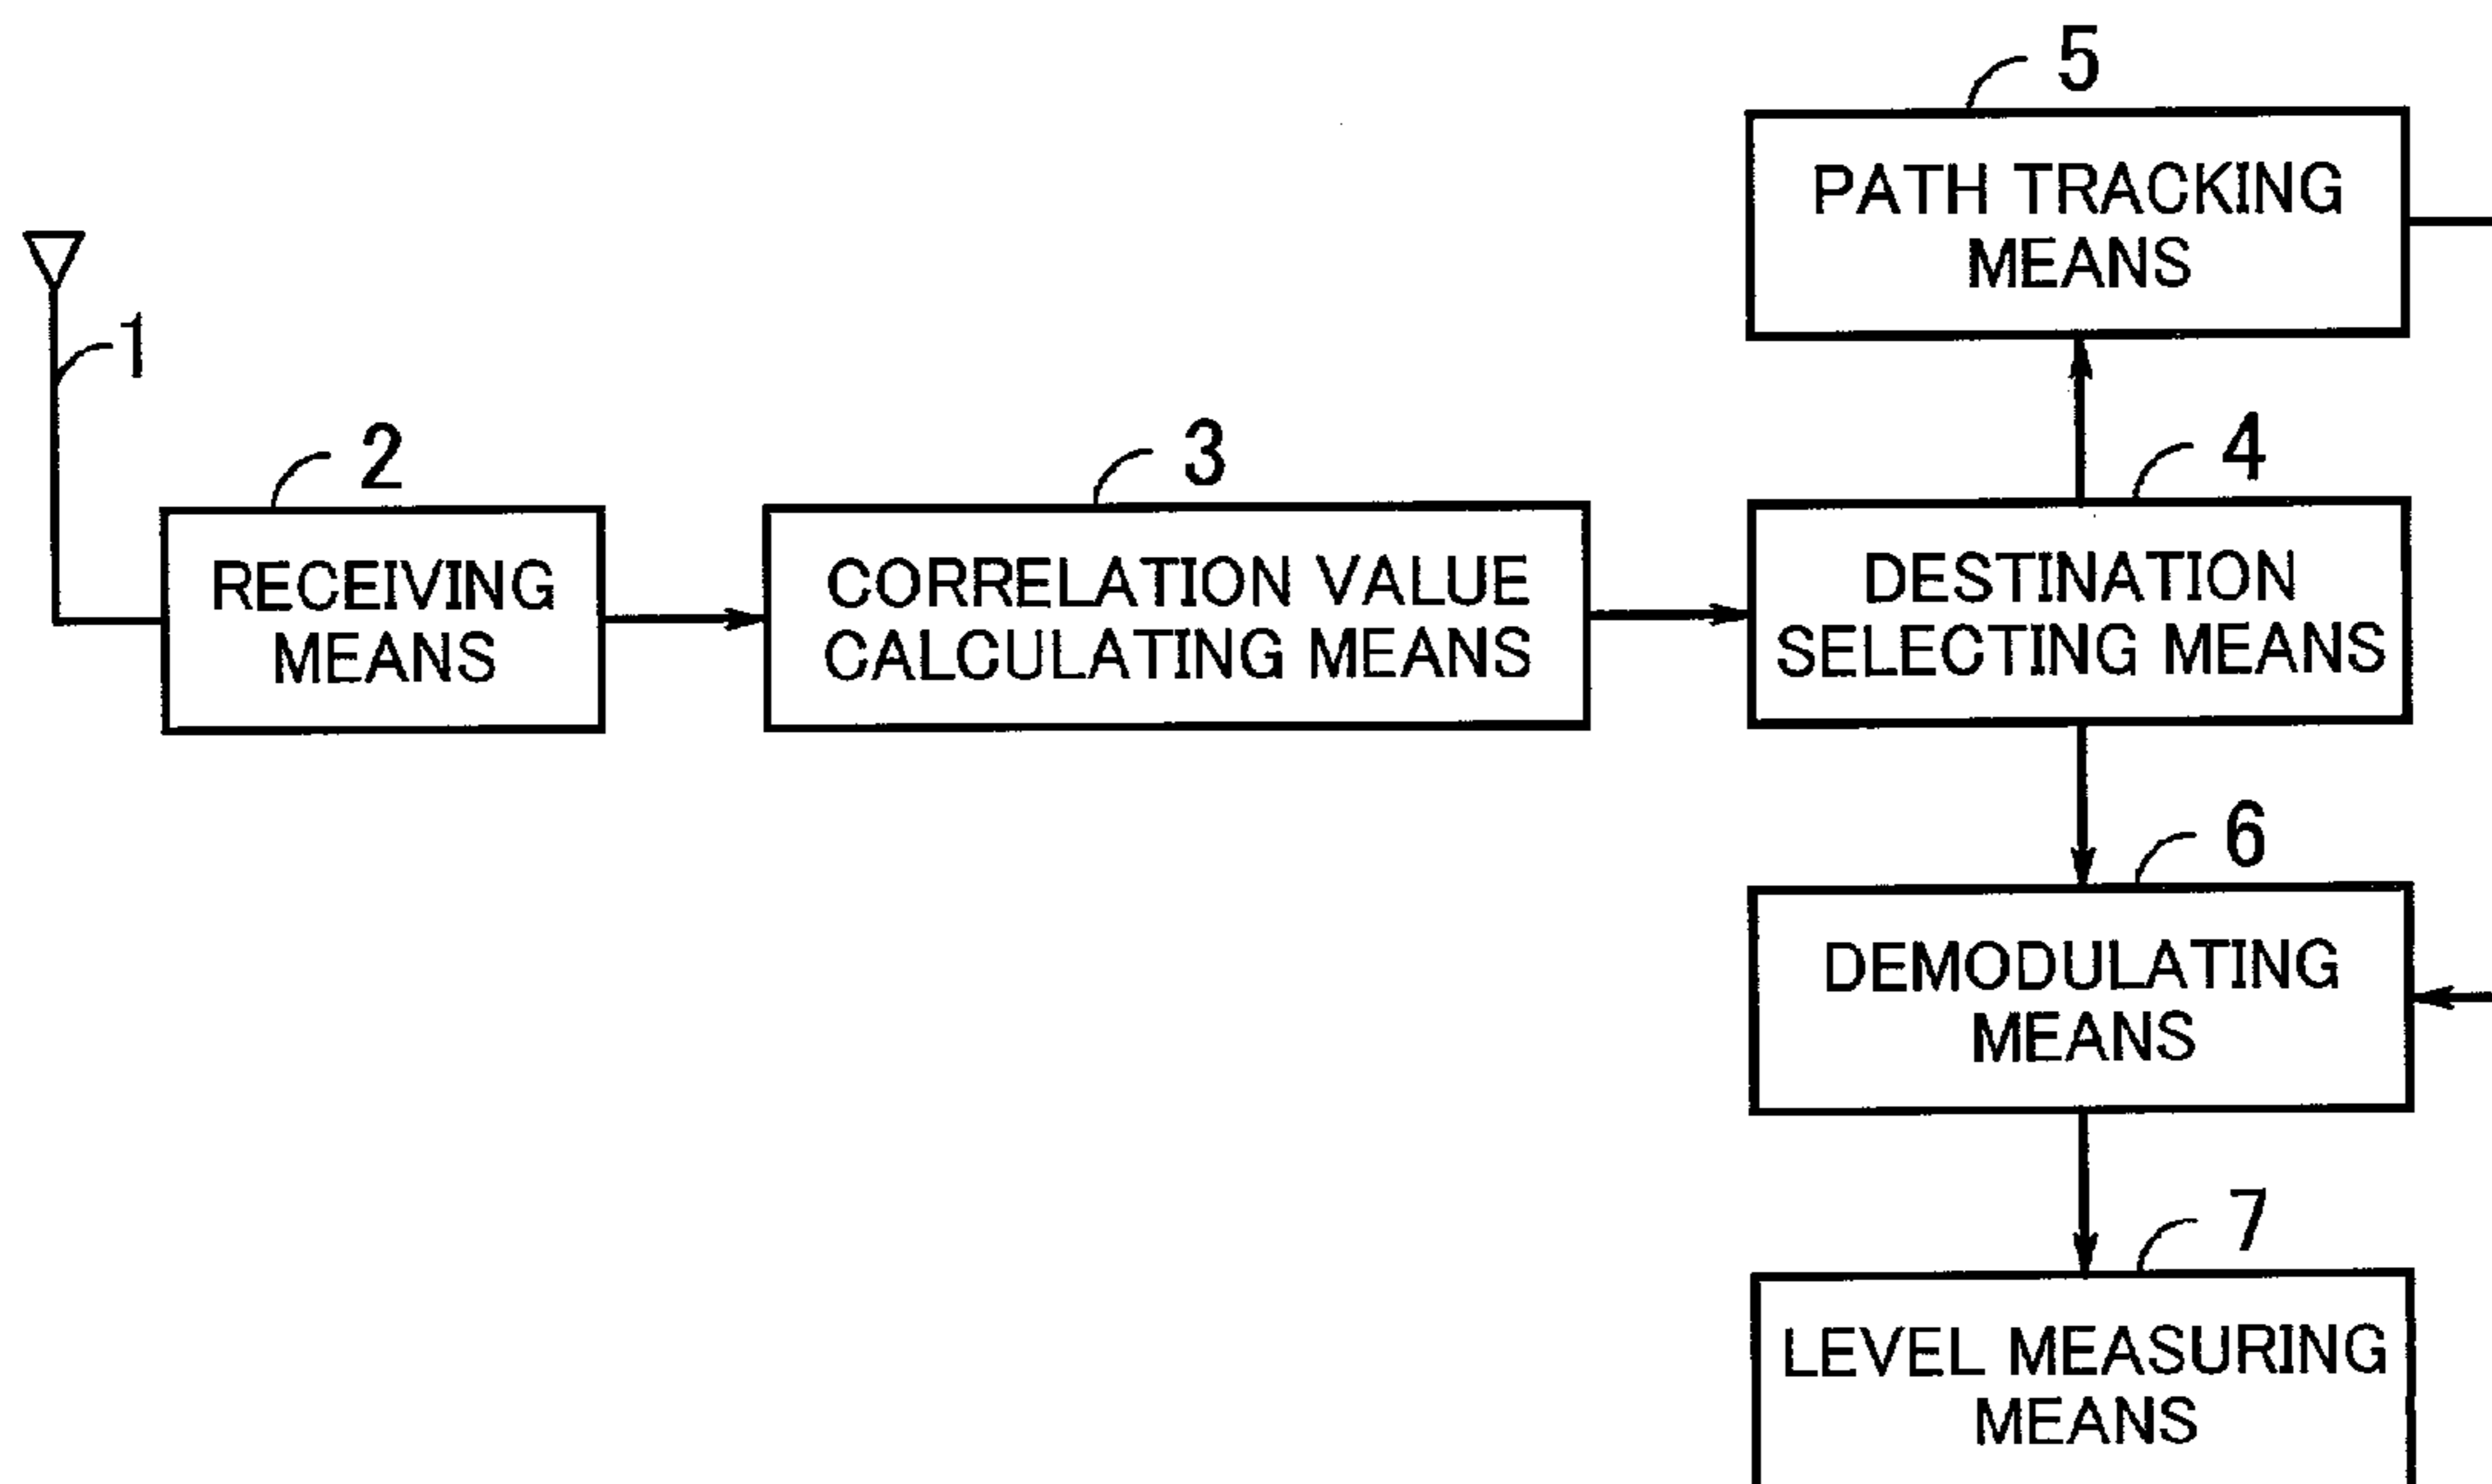 5
PATH TRACKING
MEANS
1
2
RECEIVING
MEANS
3
CORRELATION VALUE
CALCULATING MEANS
4
DESTINATION
SELECTING MEANS
6
DEMODULATING
MEANS
7
LEVEL MEASURING
MEANS